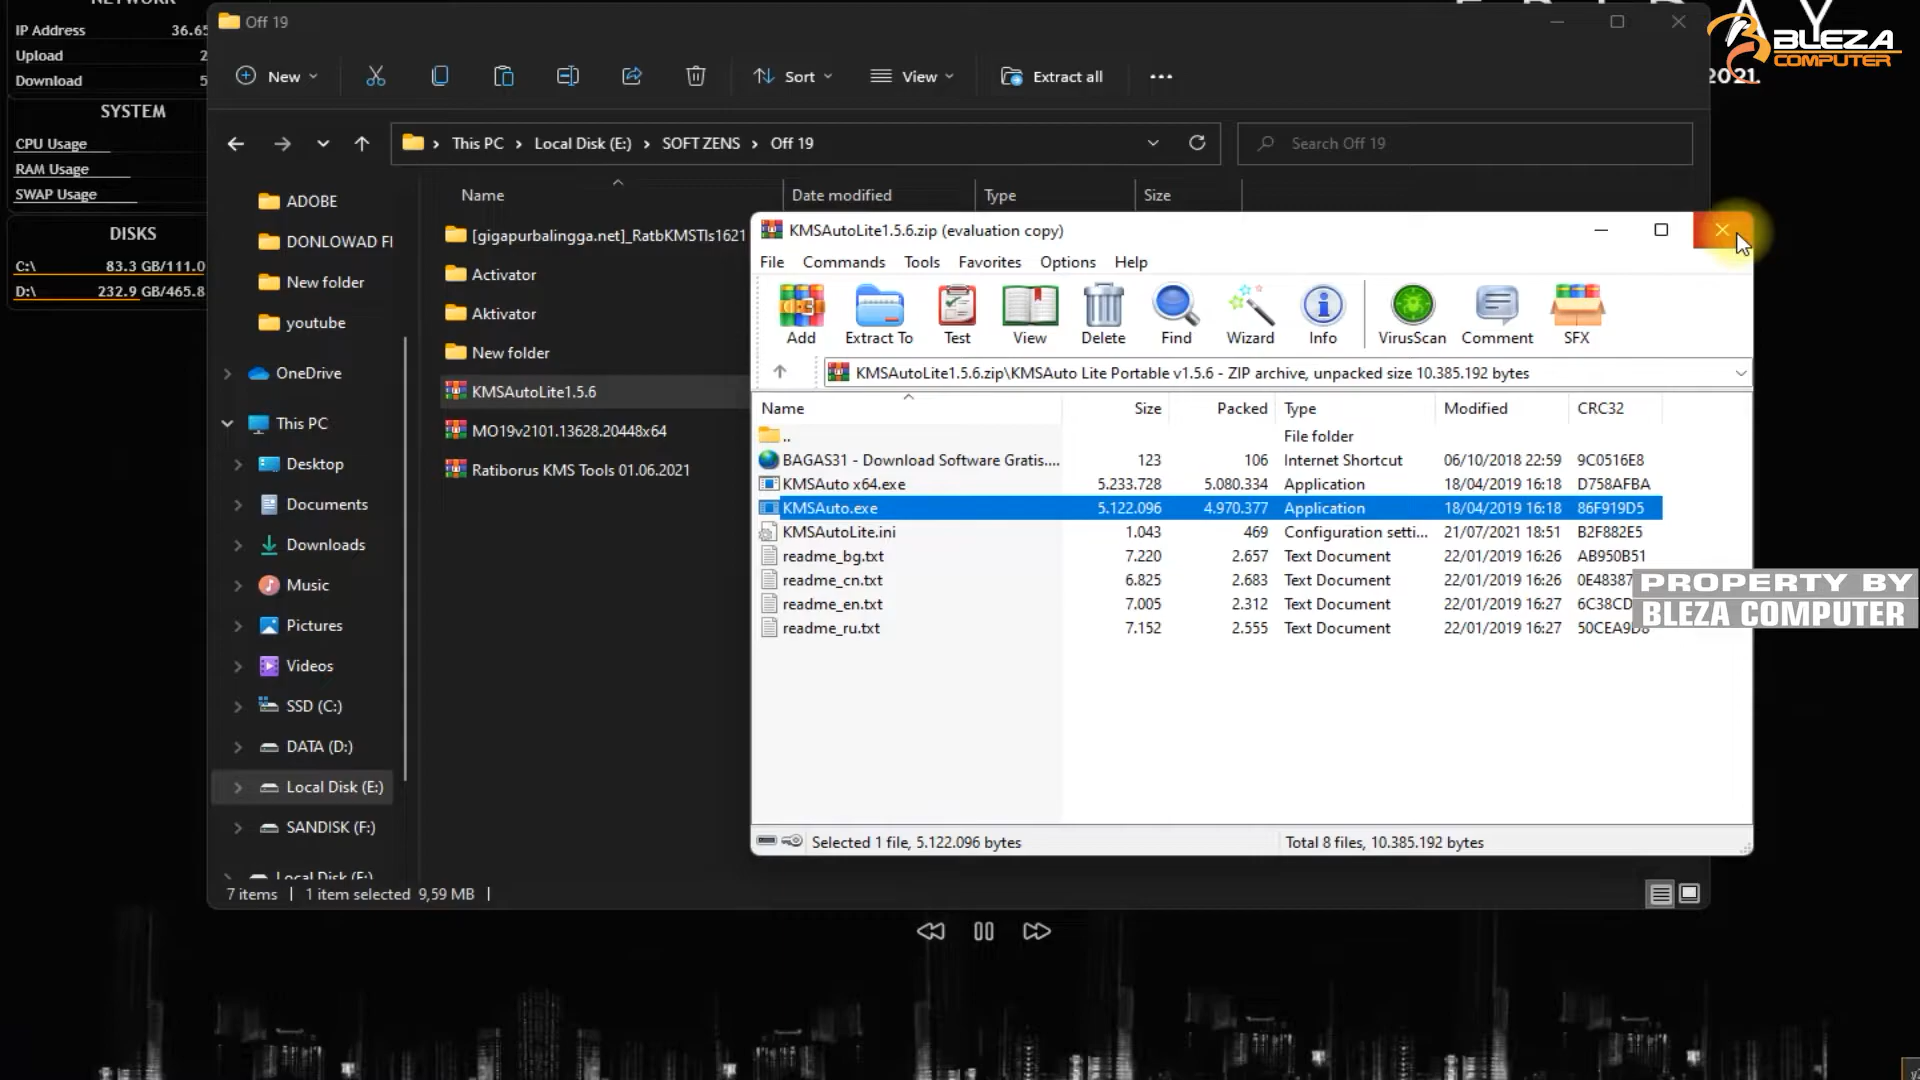 NETWORK
IP Address 36.65
Upload 2
Download 5
SYSTEM
CPU Usage
RAM Usage
SWAP Usage
DISKS
C:\ 83.3 GB/111.0
D:\ 232.9 GB/465.8
Off 19
New
Sort
View
Extract all
This PC
Local Disk (E:)
SOFT ZENS
Off 19
Search Off 19
ADOBE
DONLOWAD FI
New folder
youtube
OneDrive
This PC
Desktop
Documents
Downloads
Music
Pictures
Videos
SSD (C:)
DATA (D:)
Local Disk (E:)
SANDISK (F:)
Name Date modified Type Size
[gigapurbalingga.net]_RatbKMSTls1621
Activator
Aktivator
New folder
KMSAutoLite1.5.6
MO19v2101.13628.20448x64
Ratiborus KMS Tools 01.06.2021
7 items 1 item selected 9,59 MB
KMSAutoLite1.5.6.zip (evaluation copy)
File Commands Tools Favorites Options Help
Add Extract To Test View Delete Find Wizard Info VirusScan Comment SFX
KMSAutoLite1.5.6.zip\KMSAuto Lite Portable v1.5.6 - ZIP archive, unpacked size 10.385.192 bytes
Name Size Packed Type Modified CRC32
.. File folder
BAGAS31 - Download Software Gratis.... 123 106 Internet Shortcut 06/10/2018 22:59 9C0516E8
KMSAuto x64.exe 5.233.728 5.080.334 Application 18/04/2019 16:18 D758AFBA
KMSAuto.exe 5.122.096 4.970.377 Application 18/04/2019 16:18 86F919D5
KMSAutoLite.ini 1.043 469 Configuration setti... 21/07/2021 18:51 B2F882E5
readme_bg.txt 7.220 2.657 Text Document 22/01/2019 16:26 AB950B51
readme_cn.txt 6.825 2.683 Text Document 22/01/2019 16:26 0E48387
readme_en.txt 7.005 2.312 Text Document 22/01/2019 16:27 6C38CD
readme_ru.txt 7.152 2.555 Text Document 22/01/2019 16:27 50CEA9D8
Selected 1 file, 5.122.096 bytes Total 8 files, 10.385.192 bytes
BLEZA
COMPUTER
2021.
PROPERTY BY
BLEZA COMPUTER